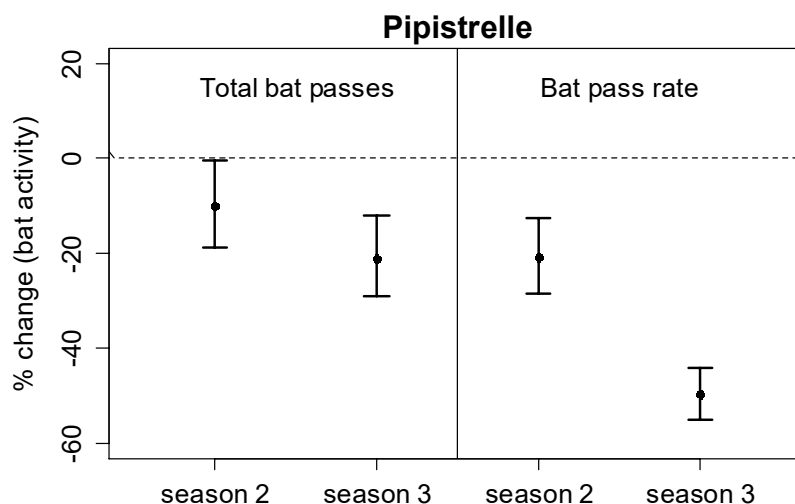 Pipistrelle
Total bat passes
Bat pass rate
% change (bat activity)
20
0
-20
-40
-60
season 2
season 3
season 2
season 3